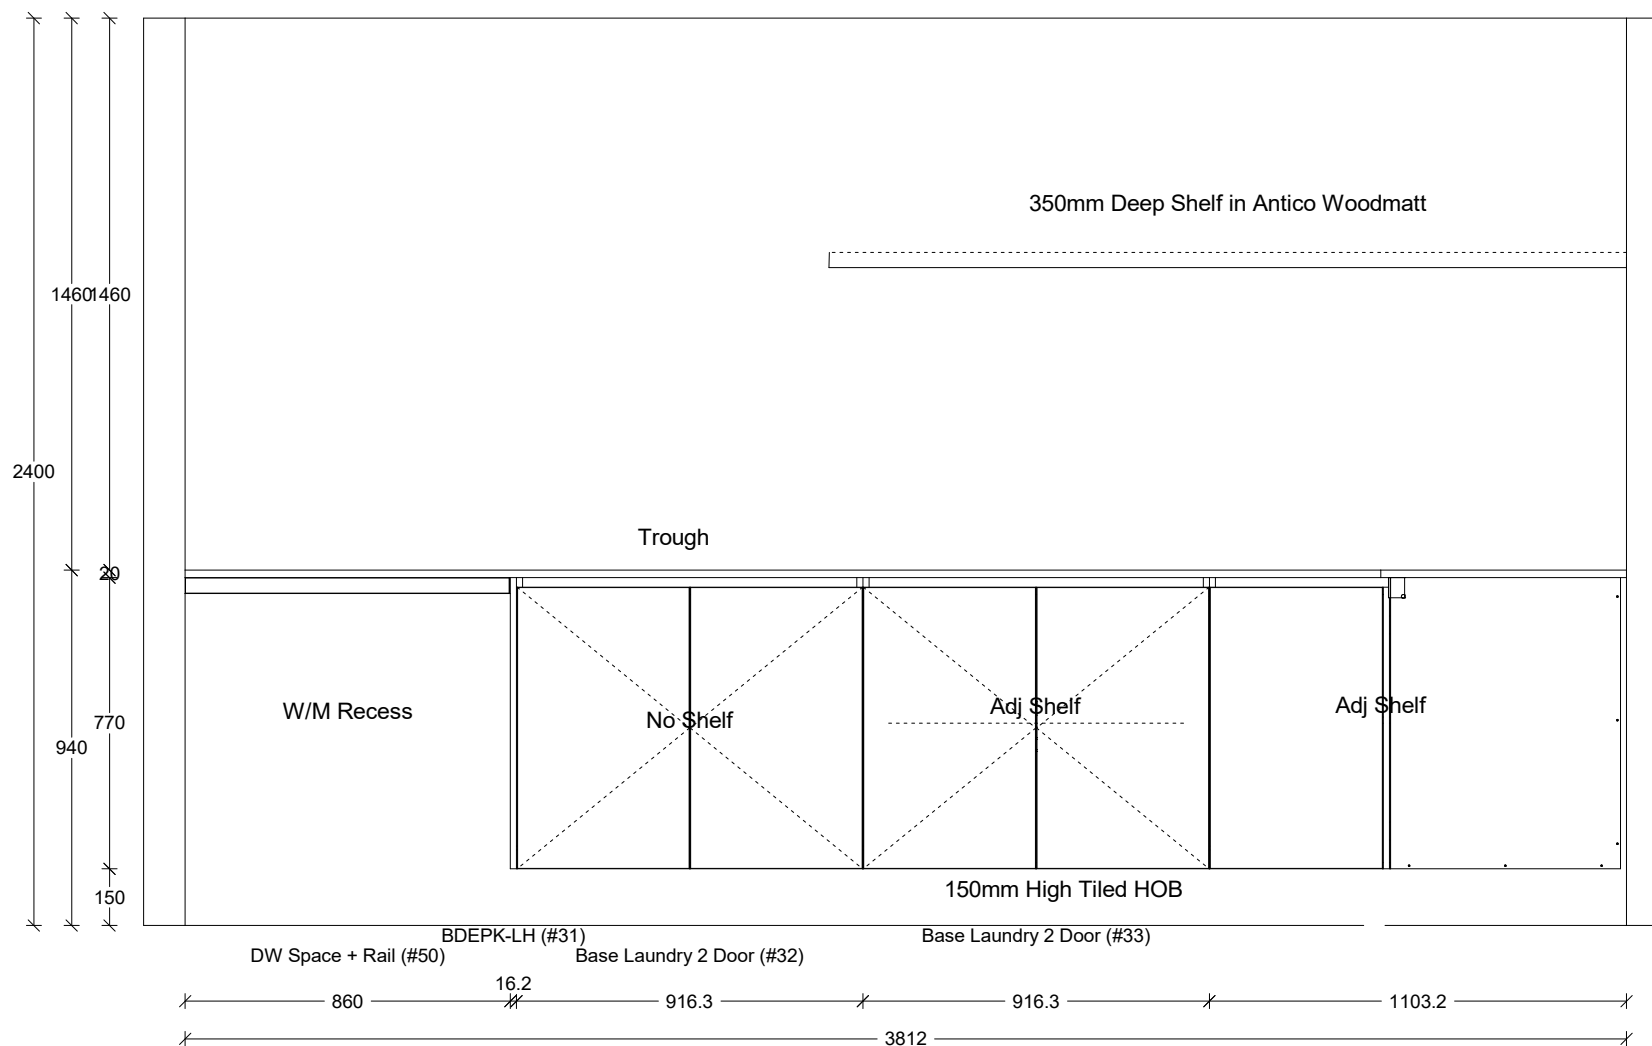 350mm Deep Shelf in Antico Woodmatt
1460
1460
2400
Trough
20
W/M Recess
No Shelf
Adj Shelf
Adj Shelf
770
940
150
150mm High Tiled HOB
BDEPK-LH (#31)
Base Laundry 2 Door (#33)
DW Space + Rail (#50)
Base Laundry 2 Door (#32)
16.2
860
916.3
916.3
1103.2
3812